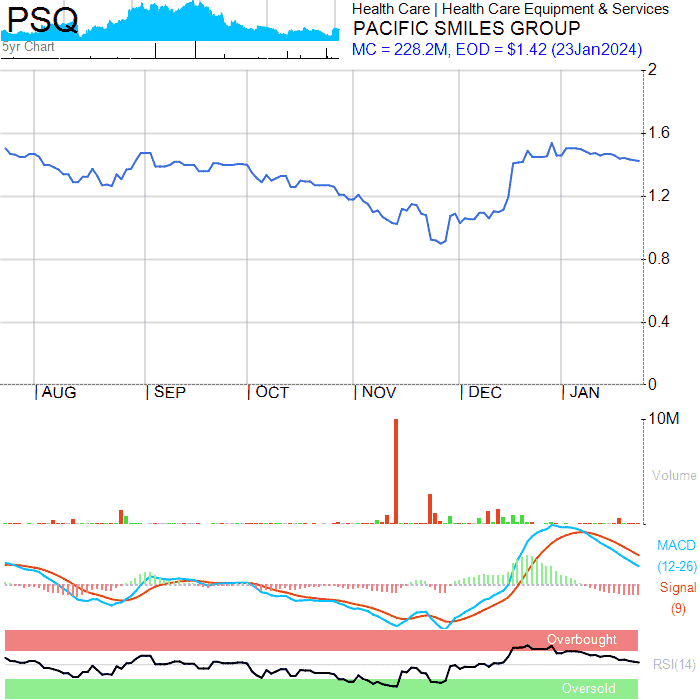 PSQ
5yr Chart
Health Care | Health Care Equipment & Services
PACIFIC SMILES GROUP
MC = 228.2M, EOD = $1.42 (23Jan2024)
2
1.6
1.2
0.8
0.4
0
AUG
SEP
OCT
NOV
DEC
JAN
10M
Volume
MACD
(12-26)
Signal
(9)
Overbought
RSI(14)
Oversold